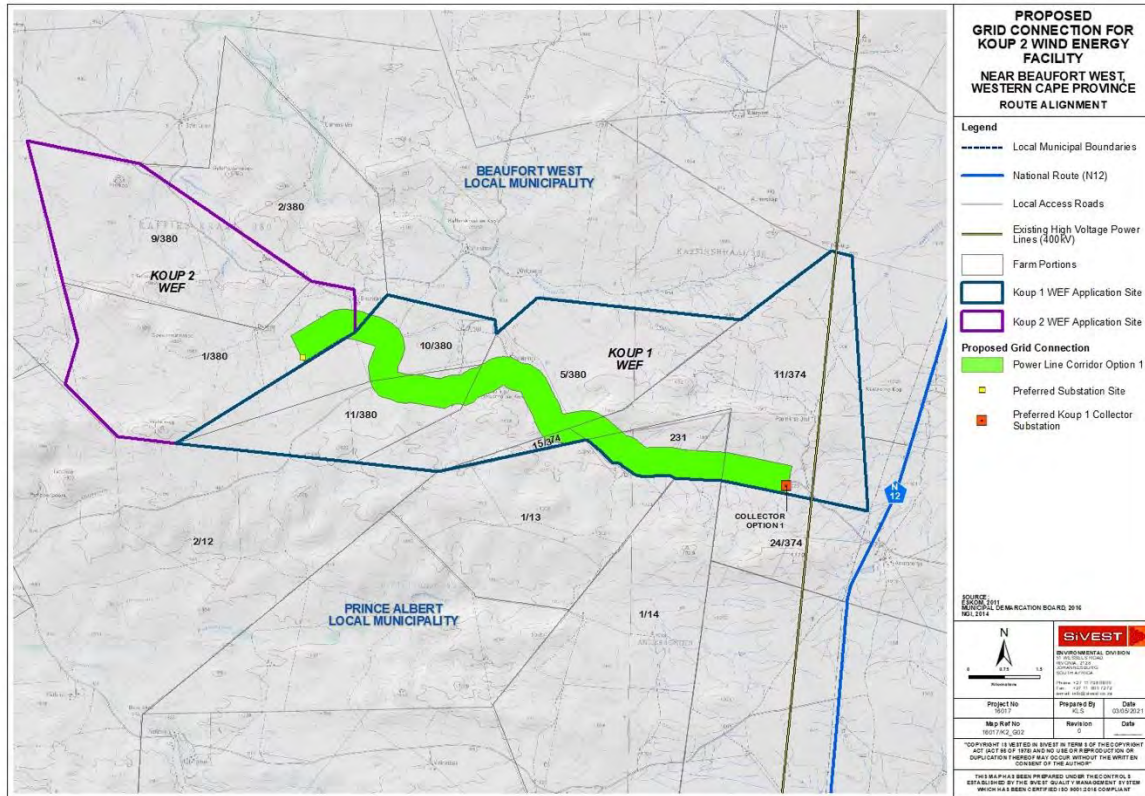 PROPOSED
GRID CONNECTION FOR
KOUP 2 WIND ENERGY
FACILITY
NEAR BEAUFORT WEST,
WESTERN CAPE PROVINCE
ROUTE ALIGNMENT
Legend
Local Municipal Boundaries
National Route (N12)
Local Access Roads
Existing High Voltage Power
Lines (400kV)
Farm Portions
Koup 1 WEF Application Site
Koup 2 WEF Application Site
Proposed Grid Connection
Power Line Corridor Option 1
Preferred Substation Site
Preferred Koup 1 Collector
Substation
BEAUFORT WEST
LOCAL MUNICIPALITY
2/380
9/380
KOUP 2
WEF
1/380
10/380
KOUP 1
WEF
5/380
11/374
11/380
15/374
231
COLLECTOR
OPTION 1
24/374
N
12
1/13
2/12
PRINCE ALBERT
LOCAL MUNICIPALITY
1/14
SOURCE:
ESKOM, 2011
MUNICIPAL DEMARCATION BOARD, 2016
NGI, 2014
N
0 0.75 1.5
Kilometres
SiVEST
ENVIRONMENTAL DIVISION
SOUTH AFRICA
Project No
16017
Prepared By
KLS
Date
03/05/2021
Map Ref No
16017/K2_G02
Revision
0
Date
"COPYRIGHT IS VESTED IN SIVEST IN TERMS OF THE COPYRIGHT
ACT (ACT 98 OF 1978) AND NO USE OR REPRODUCTION OR
DUPLICATION THEREOF MAY OCCUR WITHOUT THE WRITTEN
CONSENT OF THE AUTHOR"
THIS MAP HAS BEEN PREPARED UNDER THE CONTROLS
ESTABLISHED BY THE SIVEST QUALITY MANAGEMENT SYSTEM
WHICH HAS BEEN CERTIFIED ISO 9001:2015 COMPLIANT